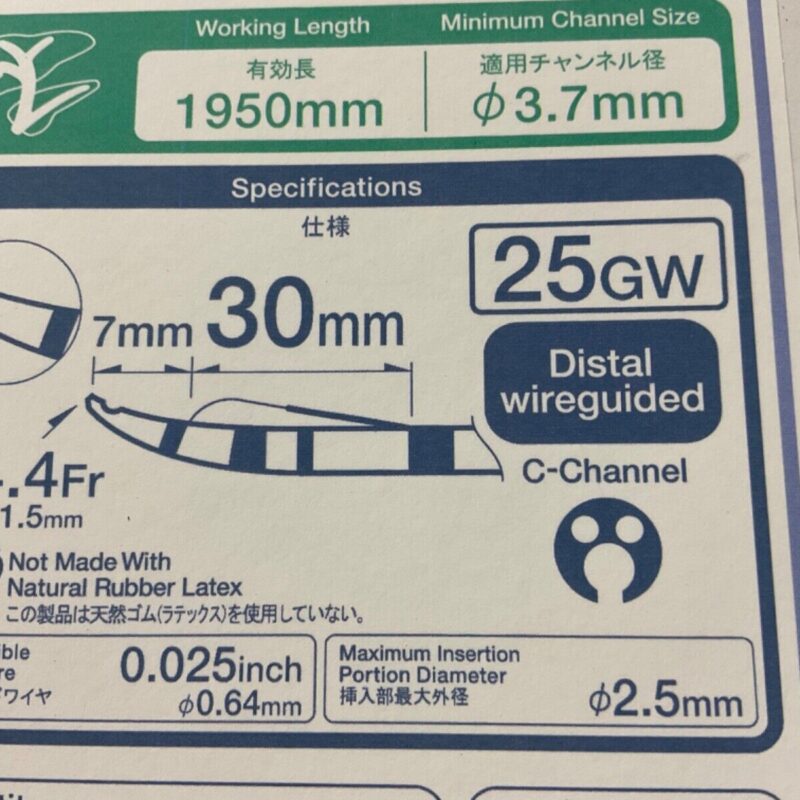 Working Length
有効長
1950mm
Minimum Channel Size
適用チャンネル径
φ3.7mm
Specifications
仕様
25GW
7mm
30mm
Distal
wireguided
.4Fr
1.5mm
C-Channel
Not Made With
Natural Rubber Latex
この製品は天然ゴム(ラテックス)を使用していない。
0.025inch
φ0.64mm
ワイヤ
Maximum Insertion
Portion Diameter
挿入部最大外径
φ2.5mm